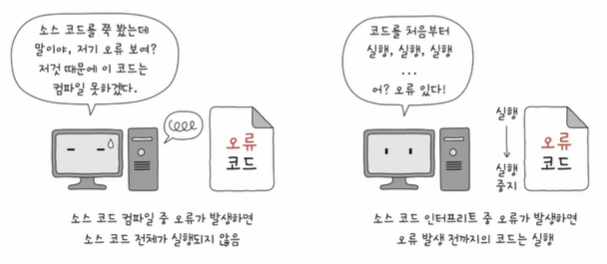 소스 코드를 쭉 봤는데
말이야, 저기 오류 보여?
저것 때문에 이 코드는
컴파일 못하겠다.
오류
코드
소스 코드 컴파일 중 오류가 발생하면
소스 코드 전체가 실행되지 않음
코드를 처음부터
실행, 실행, 실행
...
어? 오류 있다!
실행
실행
중지
오류
코드
소스 코드 인터프리트 중 오류가 발생하면
오류 발생 전까지의 코드는 실행